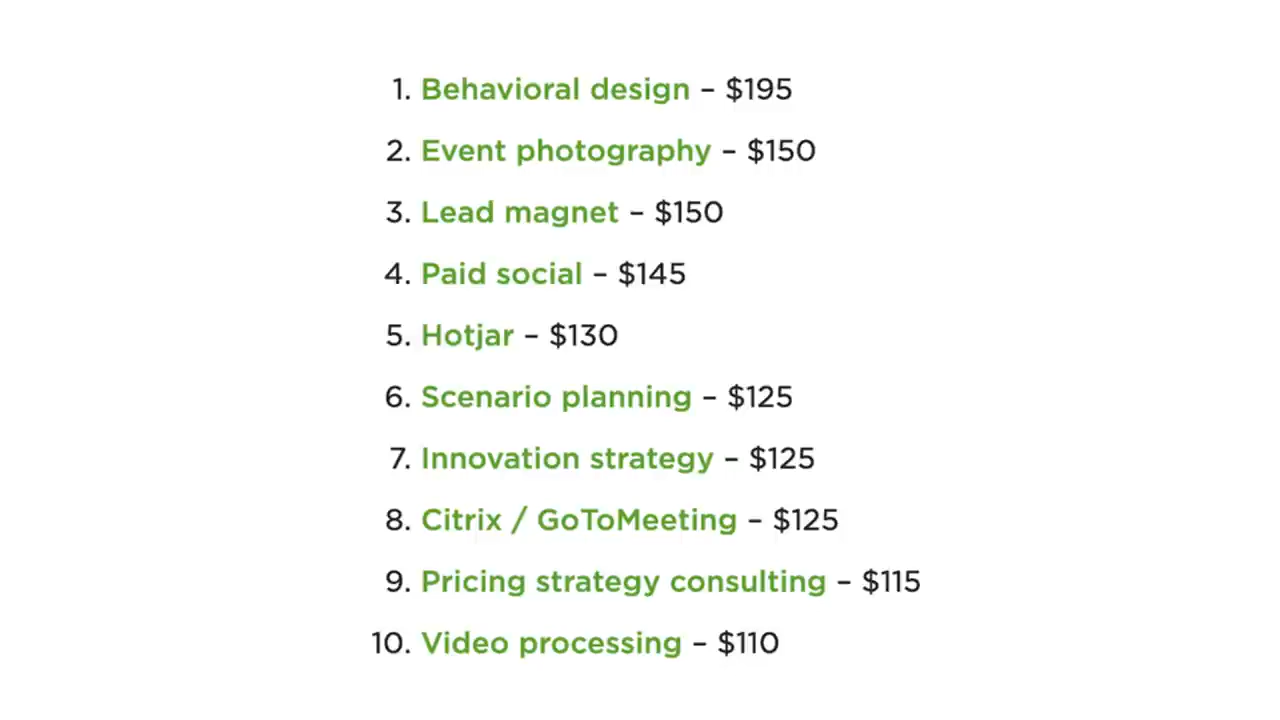 1. Behavioral design – $195
2. Event photography – $150
3. Lead magnet – $150
4. Paid social – $145
5. Hotjar – $130
6. Scenario planning – $125
7. Innovation strategy – $125
8. Citrix / GoToMeeting – $125
9. Pricing strategy consulting – $115
10. Video processing – $110